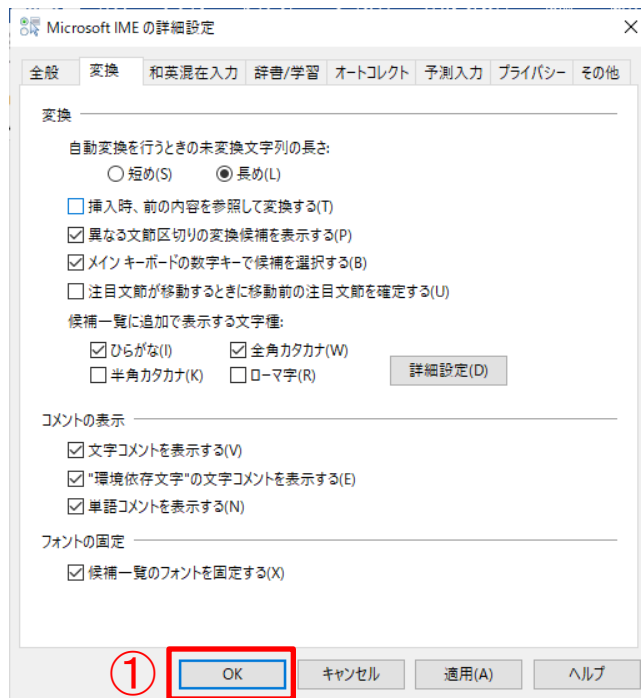 Microsoft IME の詳細設定
全般 変換 和英混在入力 辞書/学習 オートコレクト 予測入力 プライバシー その他
変換
自動変換を行うときの未変換文字列の長さ:
短め(S) 長め(L)
挿入時、前の内容を参照して変換する(T)
異なる文節区切りの変換候補を表示する(P)
メイン キーボードの数字キーで候補を選択する(B)
注目文節が移動するときに移動前の注目文節を確定する(U)
候補一覧に追加で表示する文字種:
ひらがな(I) 全角カタカナ(W)
半角カタカナ(K) ローマ字(R) 詳細設定(D)
コメントの表示
文字コメントを表示する(V)
"環境依存文字"の文字コメントを表示する(E)
単語コメントを表示する(N)
フォントの固定
候補一覧のフォントを固定する(X)
① OK キャンセル 適用(A) ヘルプ